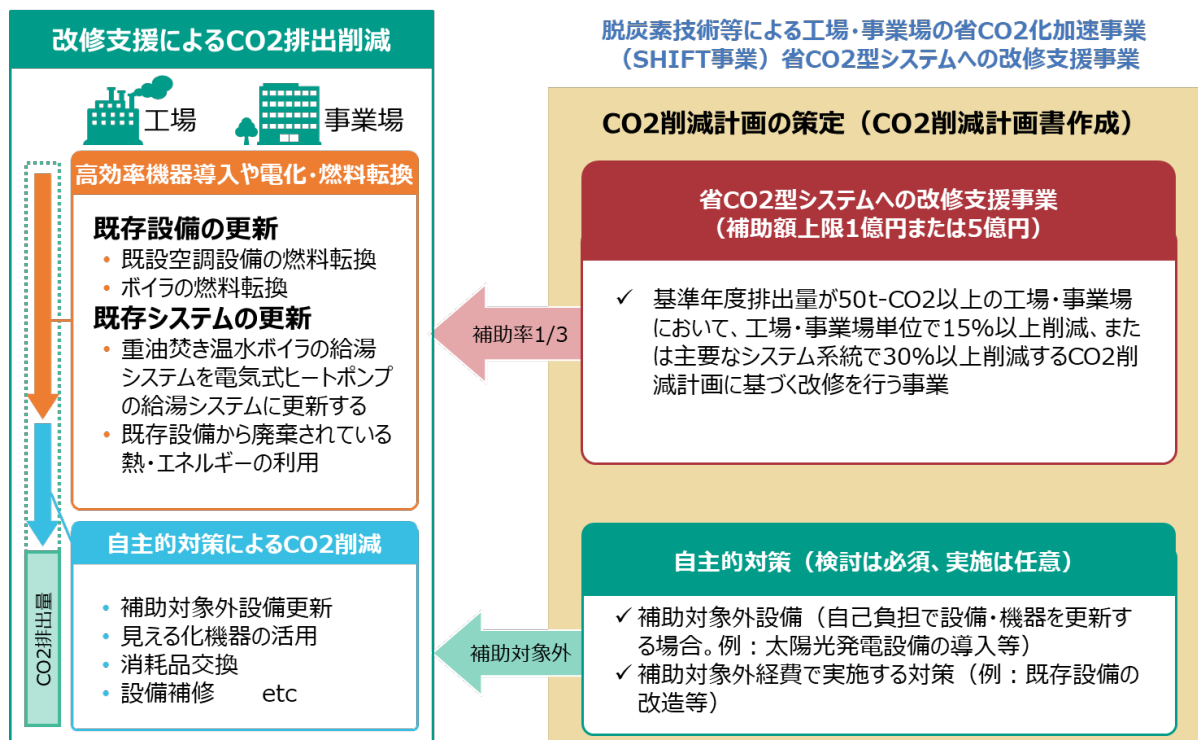 改修支援によるCO2排出削減
工場
事業場
高効率機器導入や電化・燃料転換
既存設備の更新
• 既設空調設備の燃料転換
• ボイラの燃料転換
既存システムの更新
• 重油焚き温水ボイラの給湯
システムを電気式ヒートポンプ
の給湯システムに更新する
• 既存設備から廃棄されている
熱・エネルギーの利用
自主的対策によるCO2削減
• 補助対象外設備更新
• 見える化機器の活用
• 消耗品交換
• 設備補修 etc
CO2排出量
補助率1/3
補助対象外
脱炭素技術等による工場・事業場の省CO2化加速事業
（SHIFT事業）省CO2型システムへの改修支援事業
CO2削減計画の策定（CO2削減計画書作成）
省CO2型システムへの改修支援事業
（補助額上限1億円または5億円）
✓ 基準年度排出量が50t-CO2以上の工場・事業場
において、工場・事業場単位で15%以上削減、また
は主要なシステム系統で30%以上削減するCO2削
減計画に基づく改修を行う事業
自主的対策（検討は必須、実施は任意）
✓ 補助対象外設備（自己負担で設備・機器を更新す
る場合。例：太陽光発電設備の導入等）
✓ 補助対象外経費で実施する対策（例：既存設備の
改造等）